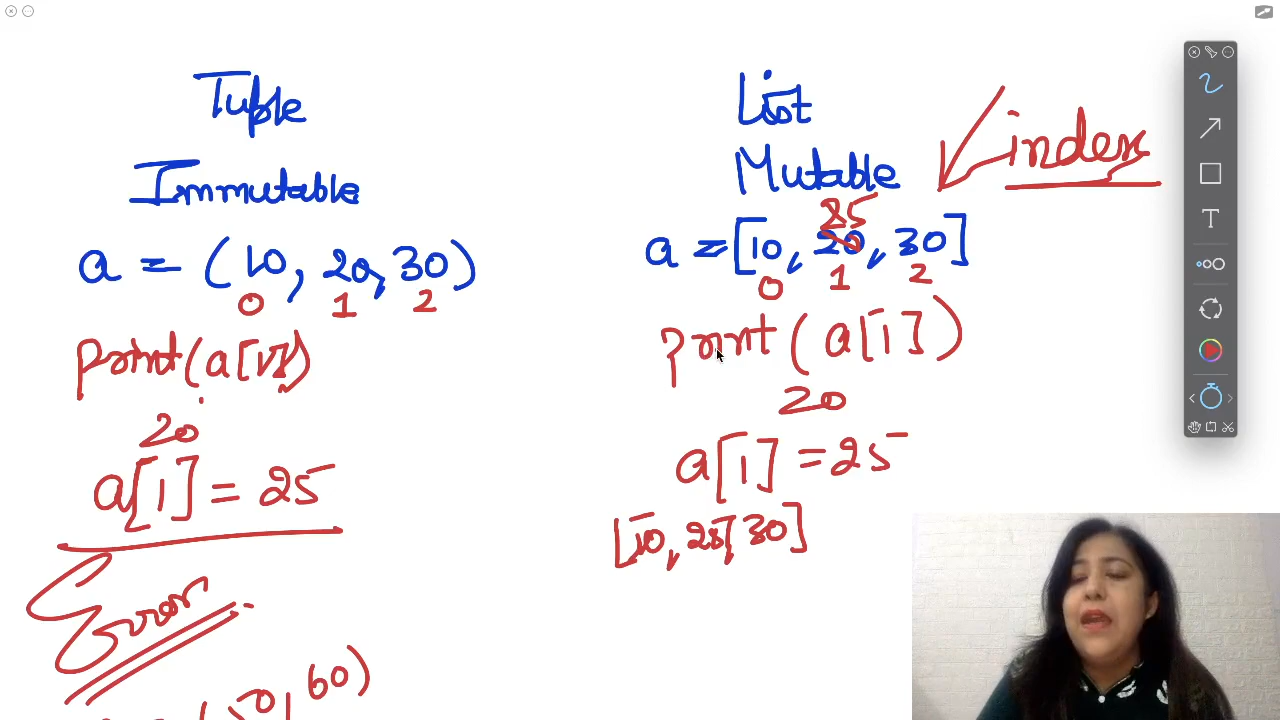 Tuple
Immutable
a = (10, 20, 30)
0 1 2
print(a[1])
20
a[1] = 25
Error
60)
List
Mutable
index
25
a = [10, 20, 30]
0 1 2
print(a[1])
20
a[1] = 25
[10, 25, 30]
T